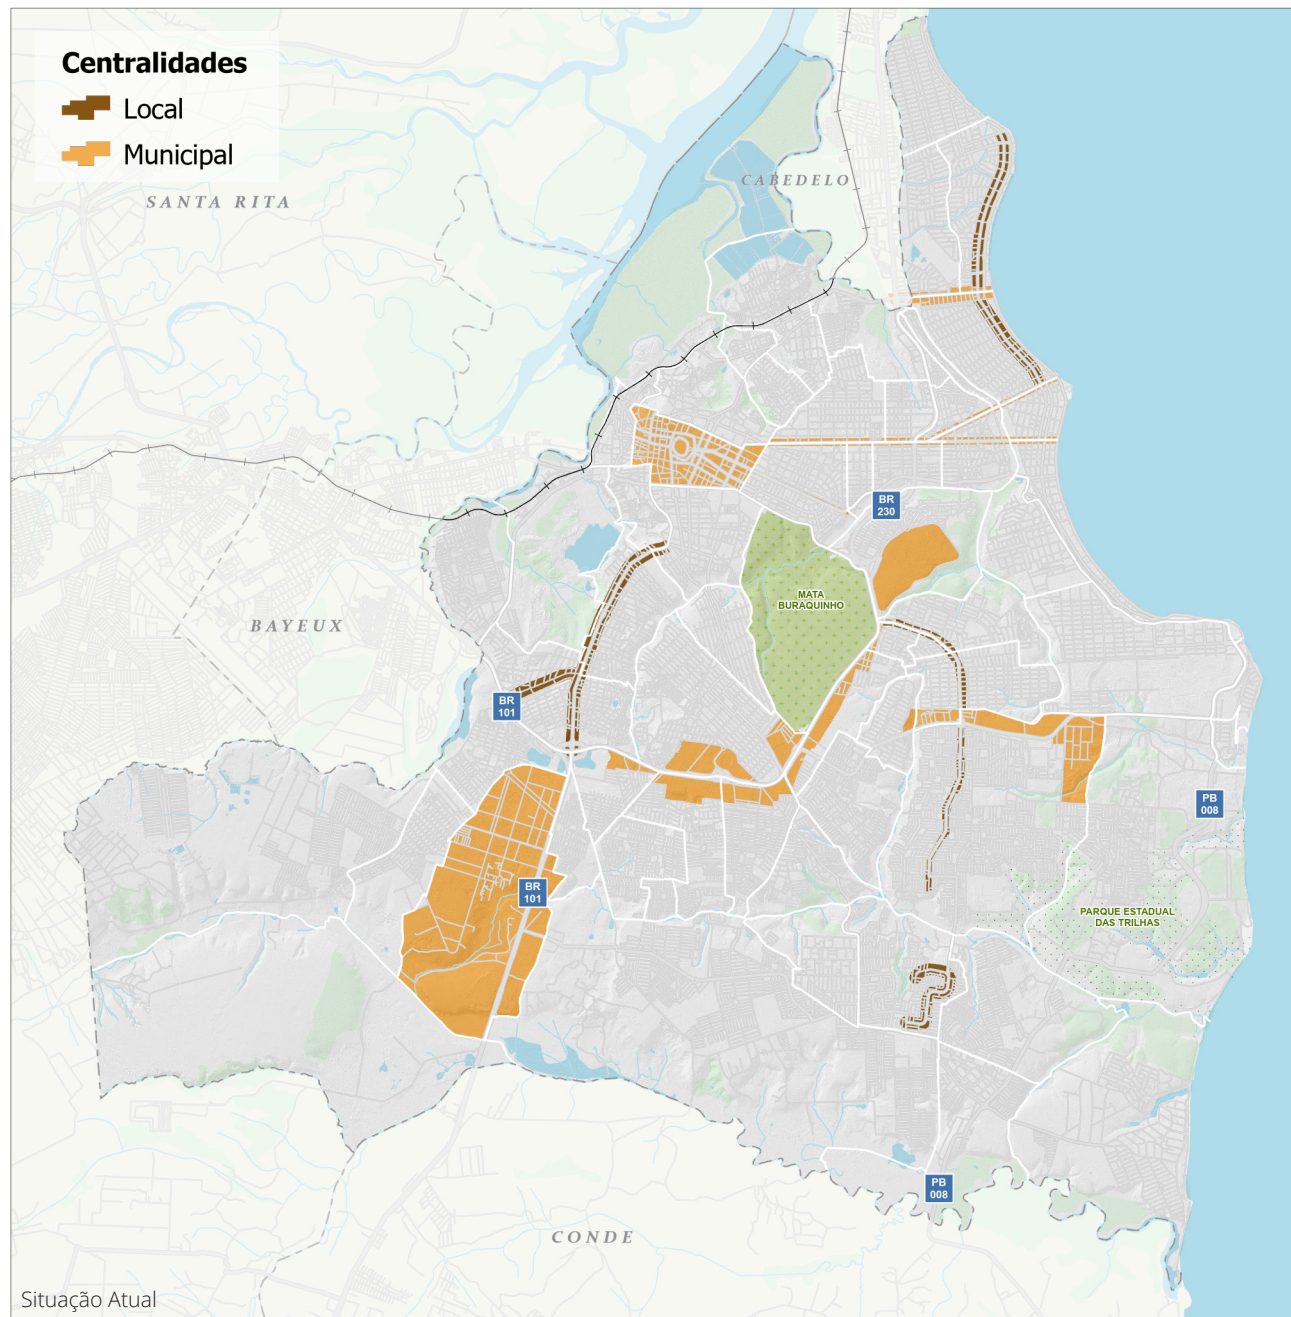 Centralidades
Local
Municipal
SANTA RITA
CABEDELO
BR
230
MATA
BURAQUINHO
BAYEUX
BR
101
PB
008
BR
101
PARQUE ESTADUAL
DAS TRILHAS
PB
008
CONDE
Situação Atual